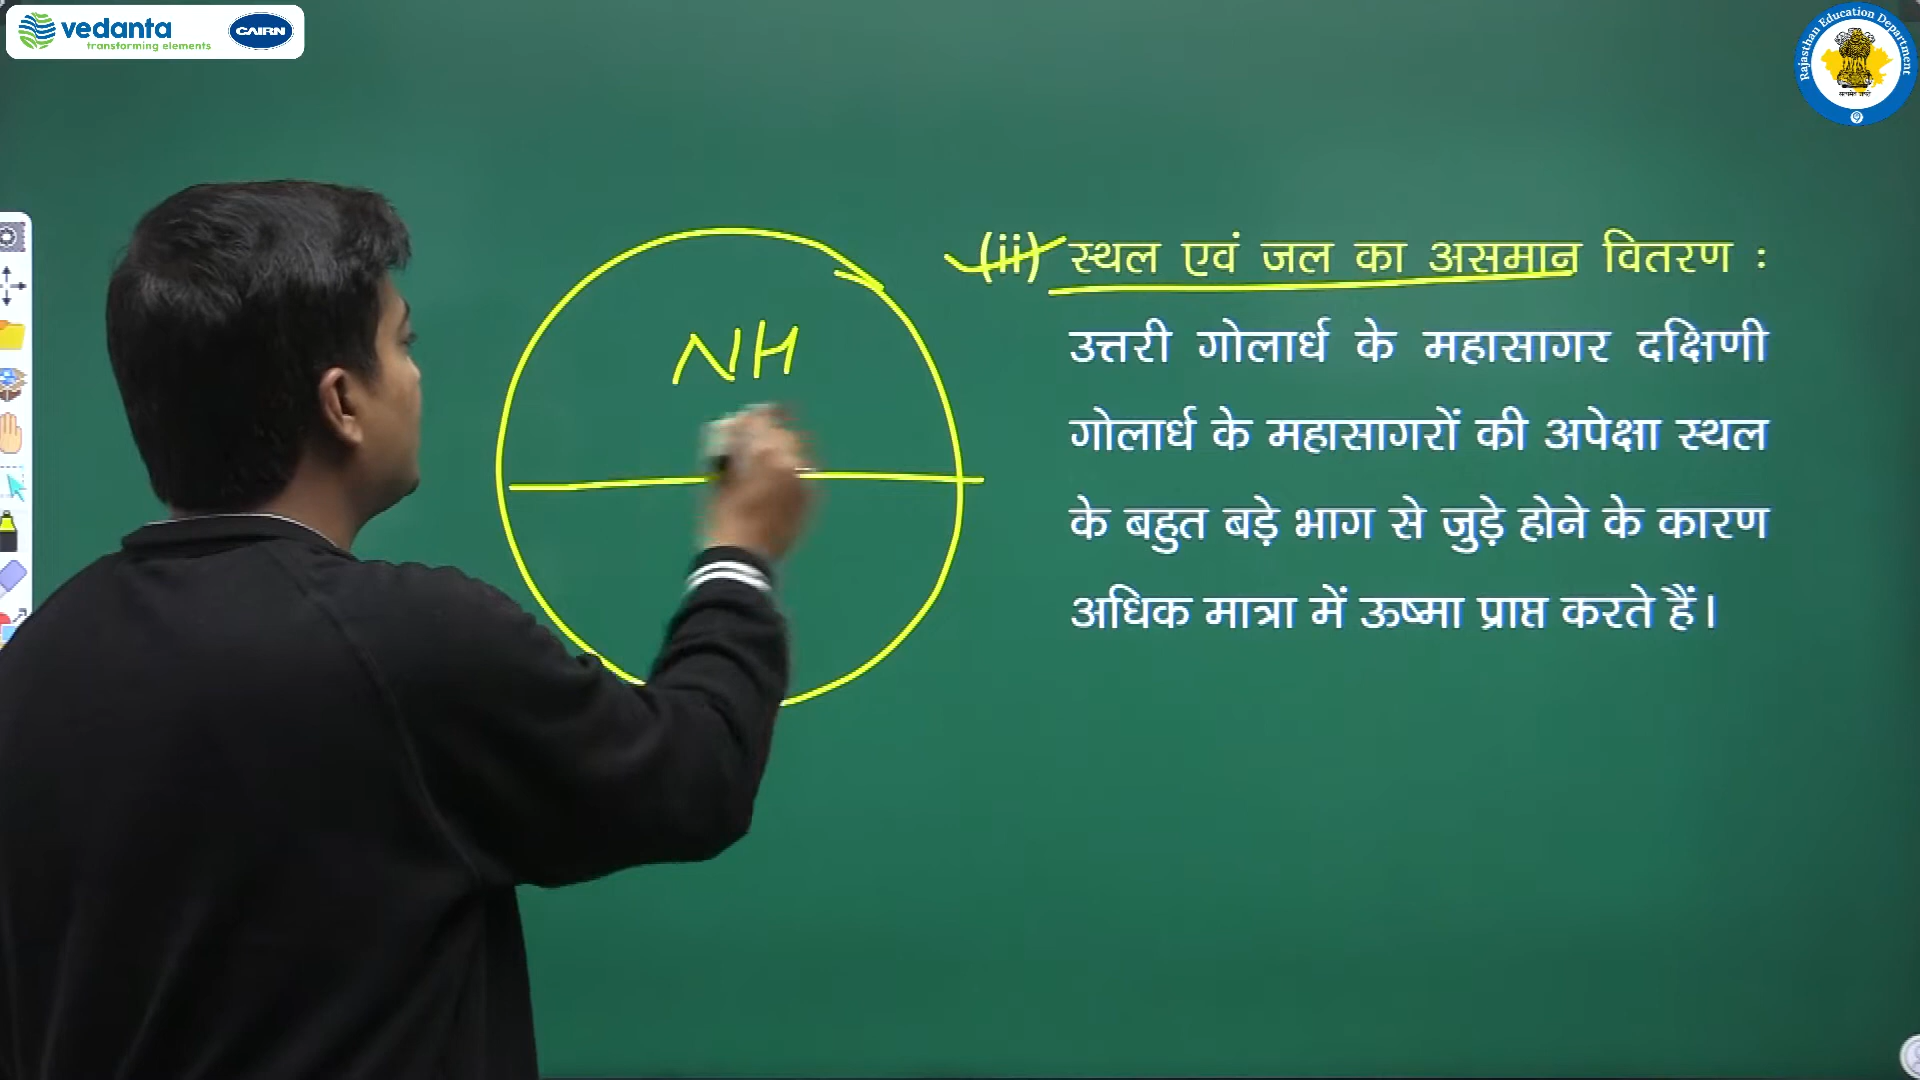 vedanta
transforming elements
CAIRN
Rajasthan Education Department
NH
(ii) स्थल एवं जल का असमान वितरण :
उत्तरी गोलार्ध के महासागर दक्षिणी
गोलार्ध के महासागरों की अपेक्षा स्थल
के बहुत बड़े भाग से जुड़े होने के कारण
अधिक मात्रा में ऊष्मा प्राप्त करते हैं।